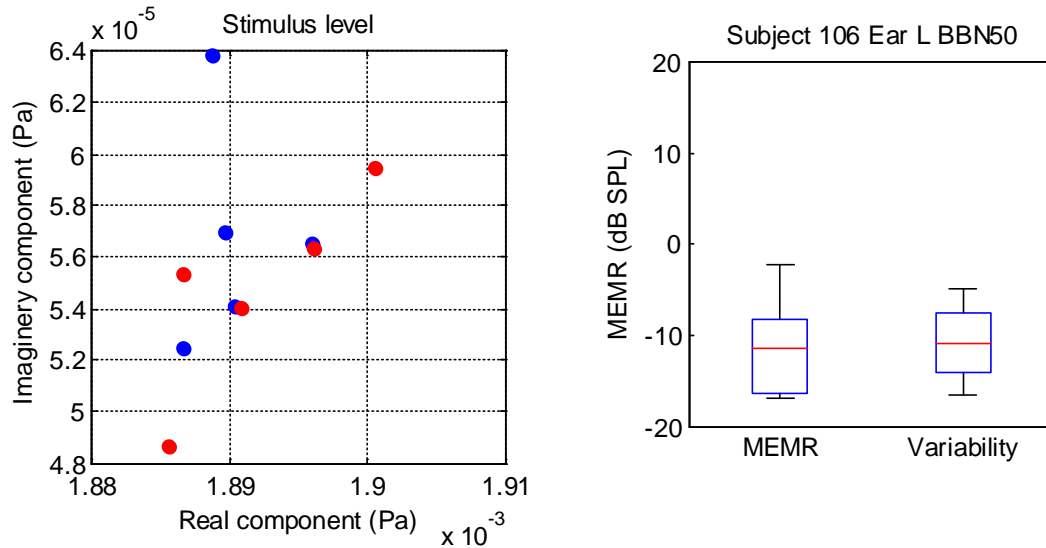 x 10-5
Stimulus level
6.4
6.2
6
5.8
5.6
5.4
5.2
5
4.8
Imaginery component (Pa)
1.88
1.89
1.9
1.91
Real component (Pa)
x 10-3
Subject 106 Ear L BBN50
20
10
0
-10
-20
MEMR (dB SPL)
MEMR
Variability